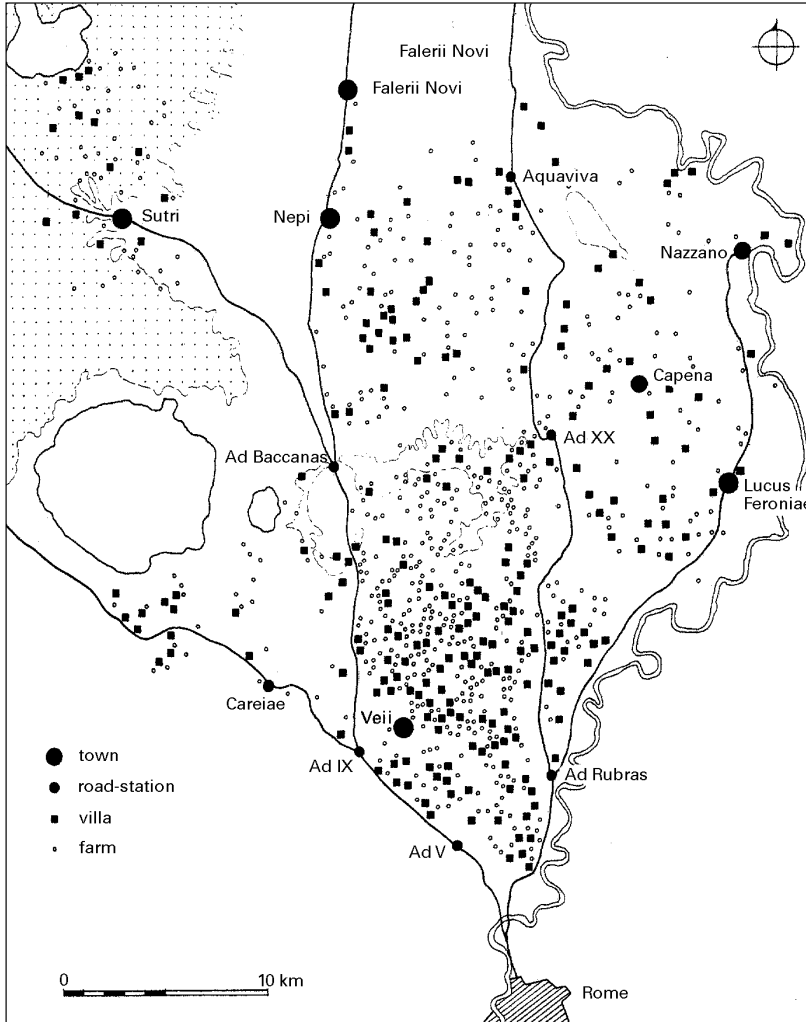 Falerii Novi
Falerii Novi
Aquaviva
Sutri
Nepi
Nazzano
Capena
Ad XX
Ad Baccanas
Lucus
Feroniae
Careiae
Veii
Ad IX
Ad Rubras
Ad V
town
road-station
villa
farm
0
10 km
Rome